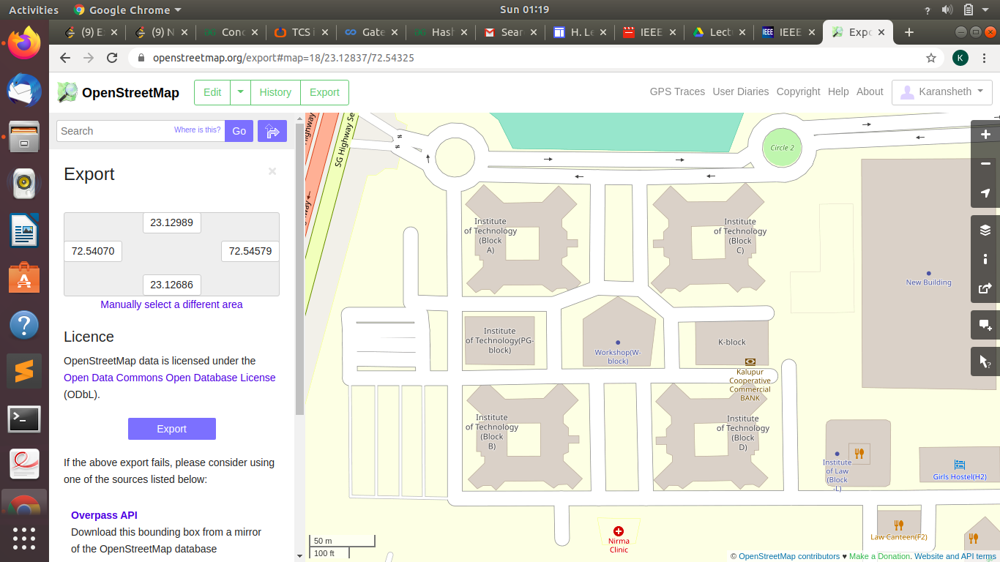 Activities
Google Chrome
Sun 01:19
(9) E
(9) N
Conc
TCS i
Gate
Hash
Sear
H. Le
IEEE
Lect
IEEE
Expo
openstreetmap.org/export#map=18/23.12837/72.54325
K
OpenStreetMap
Edit
History
Export
GPS Traces
User Diaries
Copyright
Help
About
Karansheth
Search
Where is this?
Go
Export
23.12989
72.54070
72.54579
23.12686
Manually select a different area
Licence
OpenStreetMap data is licensed under the
Open Data Commons Open Database License
(ODbL).
Export
If the above export fails, please consider using
one of the sources listed below:
Overpass API
Download this bounding box from a mirror
of the OpenStreetMap database
Highway
SG Highway Se
Circle 2
Institute
of Technology
(Block
A)
Institute
of Technology
(Block
C)
New Building
Institute
of Technology(PG-
block)
Workshop(W-
block)
K-block
Kalupur
Cooperative
Commercial
BANK
Institute
of Technology
(Block
B)
Institute
of Technology
(Block
D)
Institute
of Law
(Block
-L)
Girls Hostel(H2)
Law Canteen(F2)
Nirma
Clinic
50 m
100 ft
© OpenStreetMap contributors ♥ Make a Donation. Website and API terms